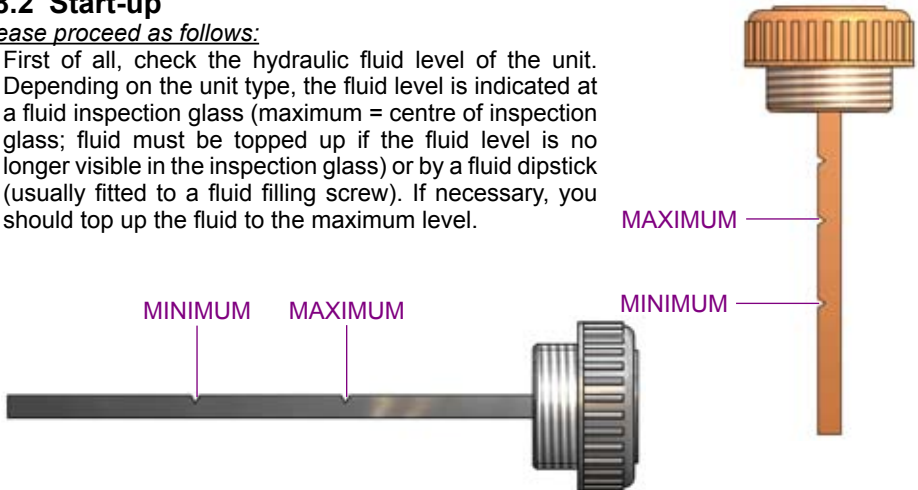 8.2 Start-up
ease proceed as follows:
First of all, check the hydraulic fluid level of the unit.
Depending on the unit type, the fluid level is indicated at
a fluid inspection glass (maximum = centre of inspection
glass; fluid must be topped up if the fluid level is no
longer visible in the inspection glass) or by a fluid dipstick
(usually fitted to a fluid filling screw). If necessary, you
should top up the fluid to the maximum level.
MAXIMUM
MINIMUM
MINIMUM MAXIMUM